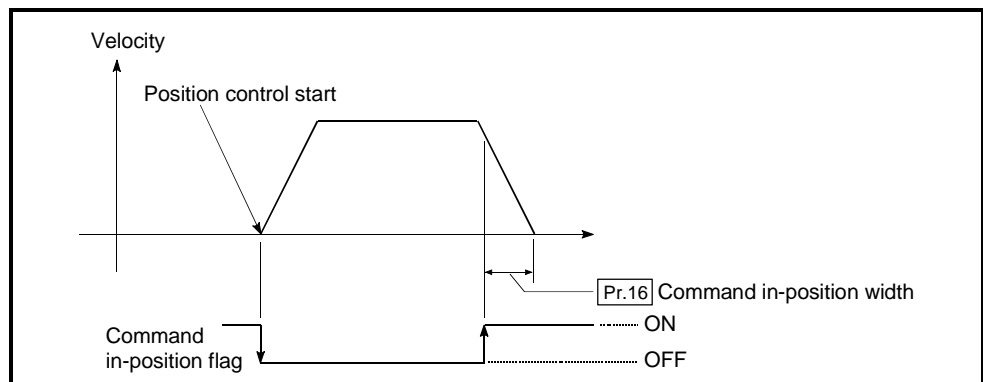 Velocity
Position control start
Pr.16 Command in-position width
ON
Command
in-position flag
OFF